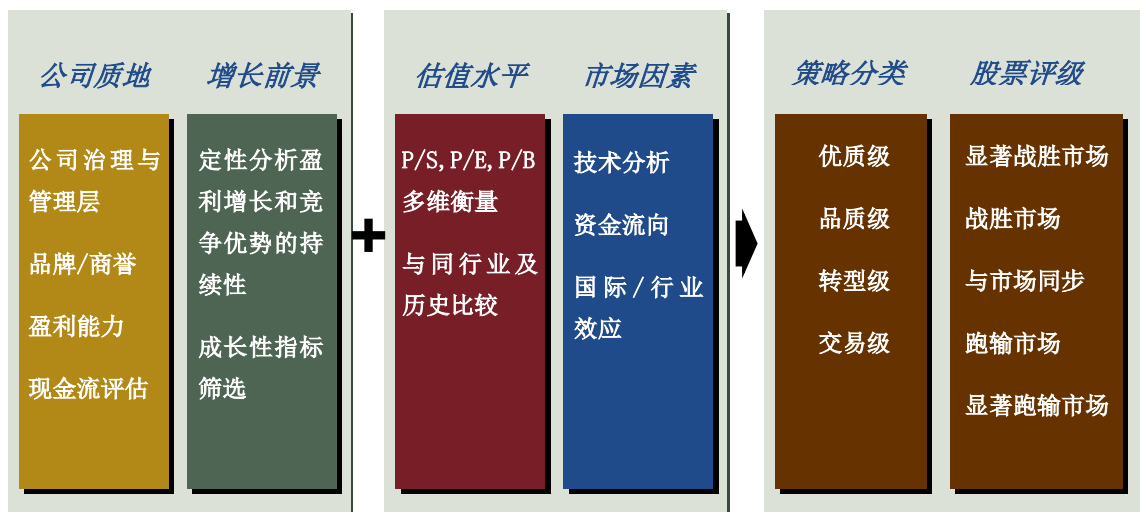 公司质地
公司治理与
管理层
品牌/商誉
盈利能力
现金流评估
增长前景
定性分析盈
利增长和竞
争优势的持
续性
成长性指标
筛选
估值水平
P/S,P/E,P/B
多维衡量
与同行业及
历史比较
市场因素
技术分析
资金流向
国际/行业
效应
策略分类
优质级
品质级
转型级
交易级
股票评级
显著战胜市场
战胜市场
与市场同步
跑输市场
显著跑输市场